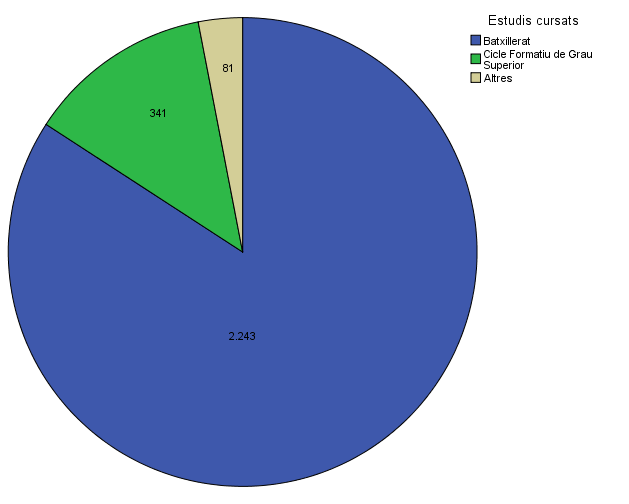 Estudis cursats
Batxillerat
Cicle Formatiu de Grau
Superior
Altres
81
341
2.243